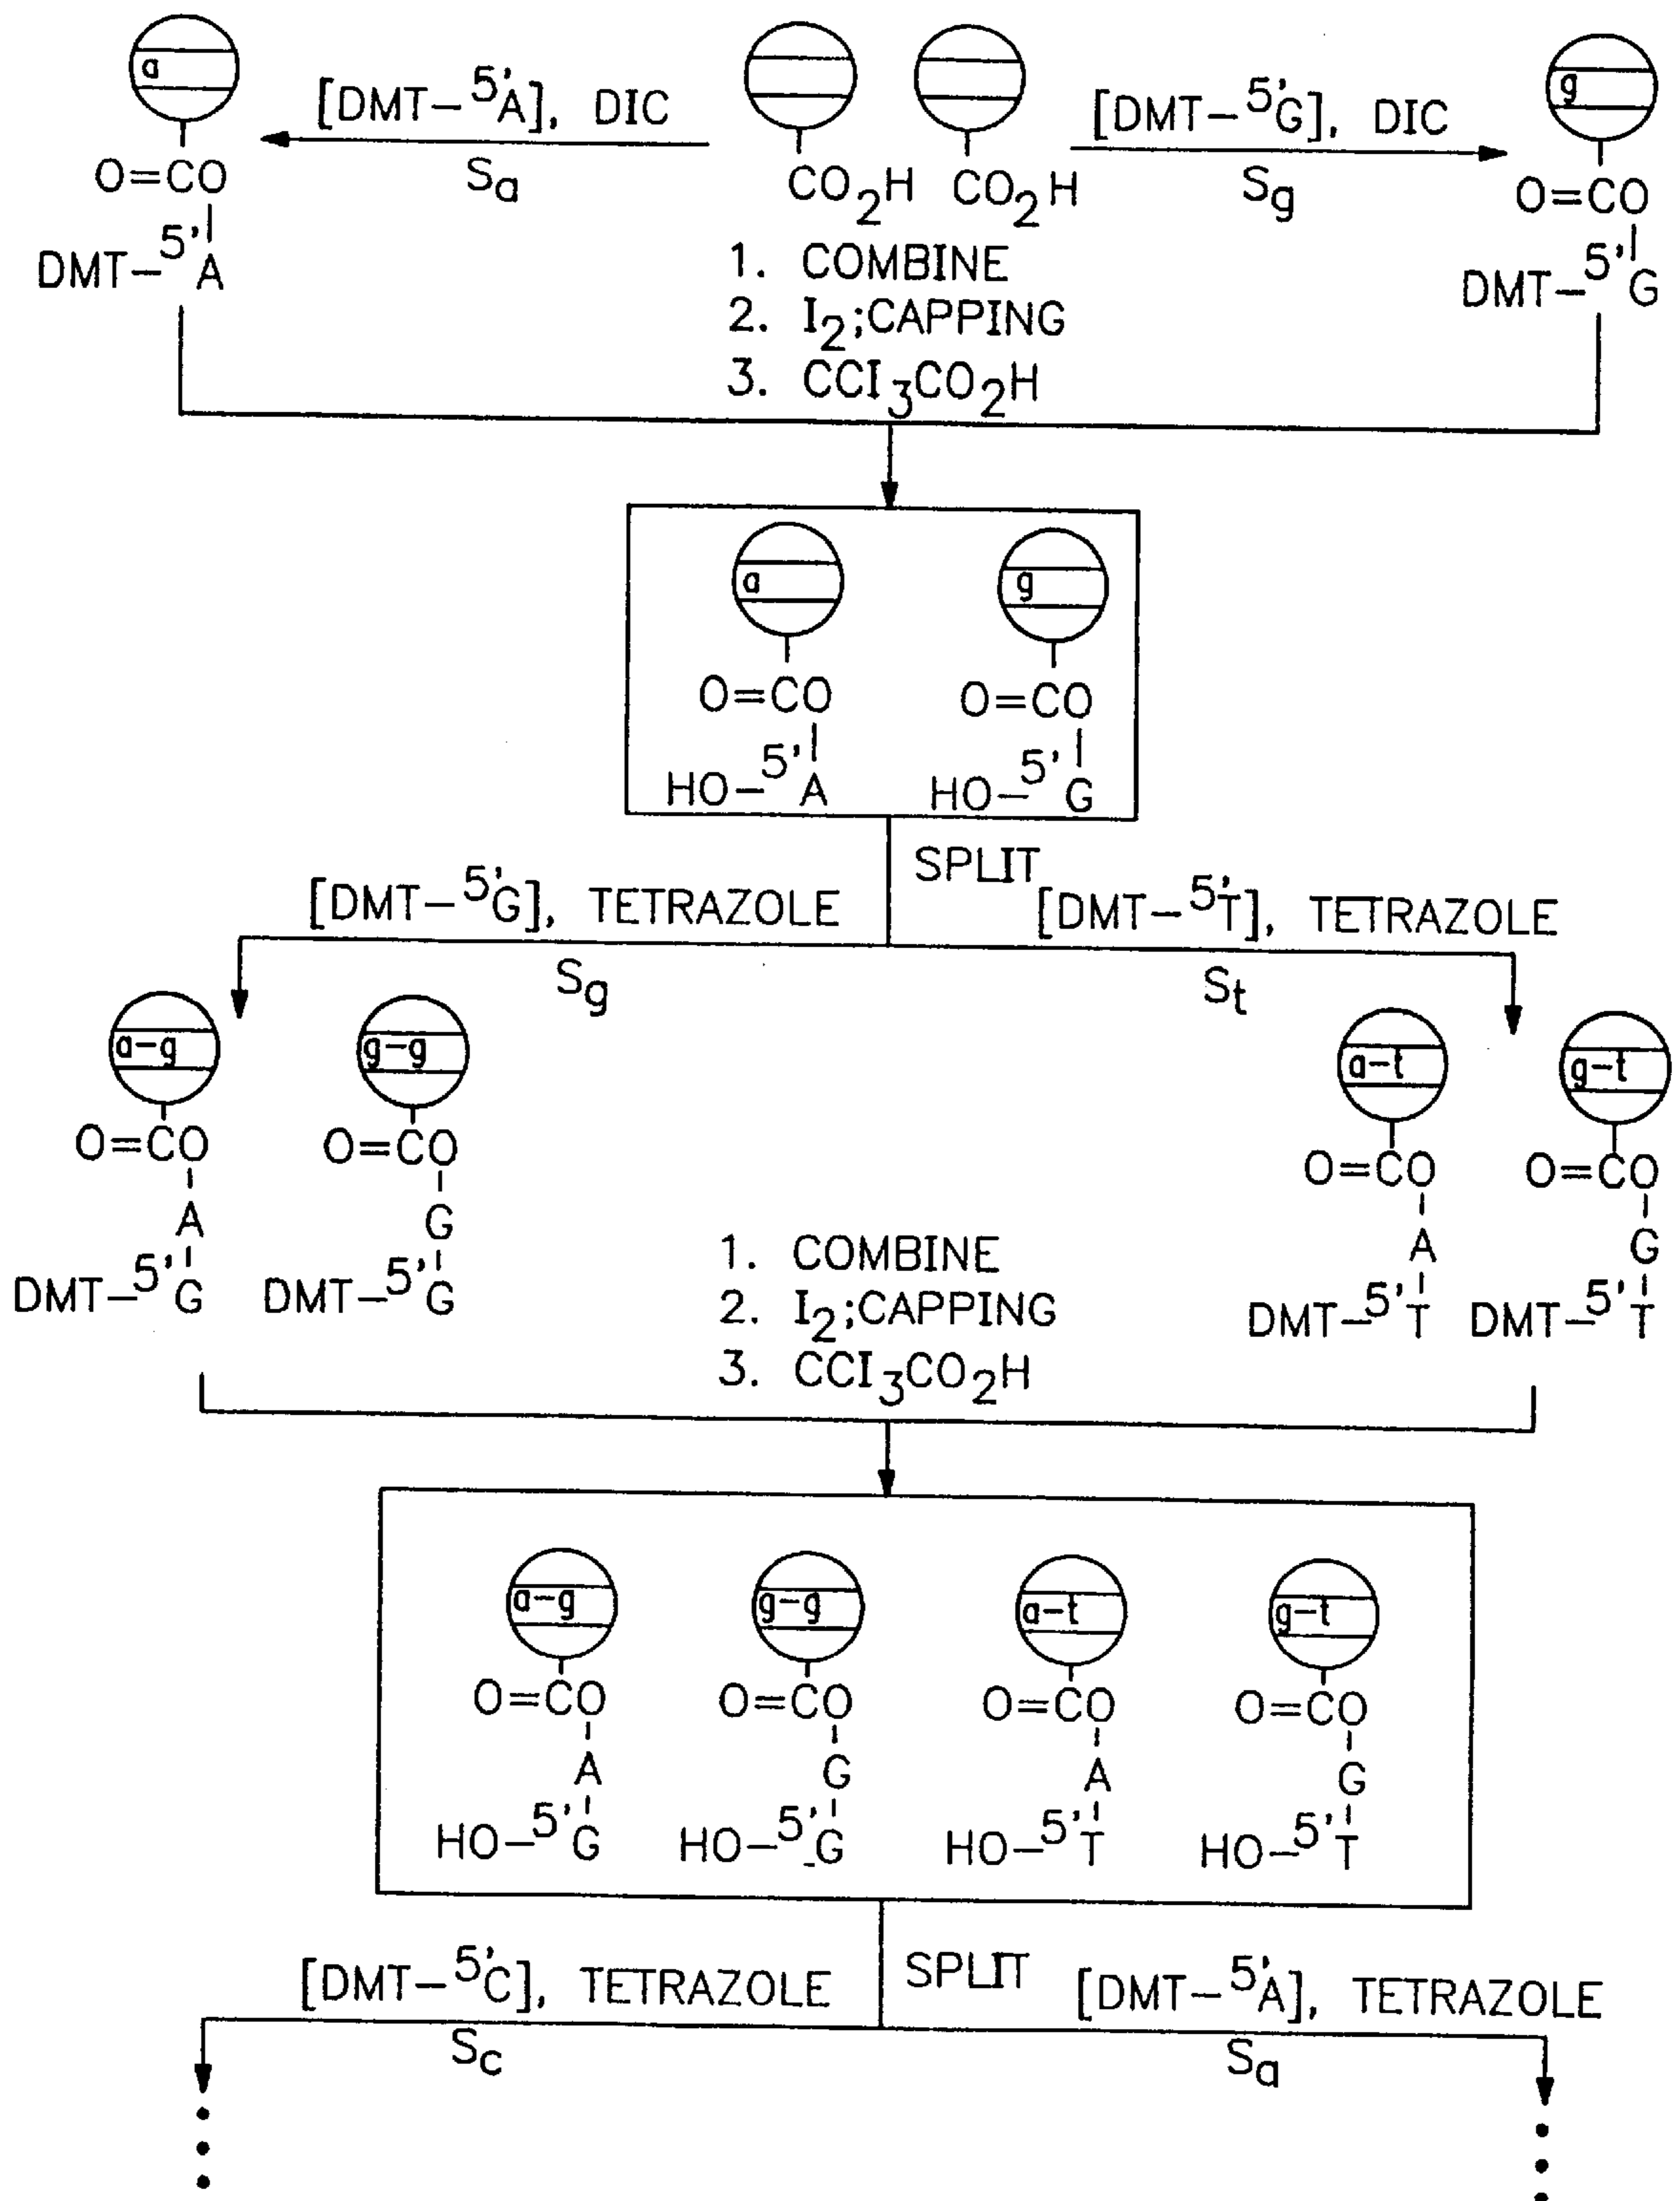 a
[DMT-5'A], DIC
Sa
CO2H CO2H
[DMT-5'G], DIC
Sg
g
O=CO
DMT-5'A
O=CO
DMT-5'G
1. COMBINE
2. I2;CAPPING
3. CCI3CO2H
a g
O=CO O=CO
HO-5'A HO-5'G
SPLIT
[DMT-5'G], TETRAZOLE [DMT-5'T], TETRAZOLE
Sg St
a-g g-g a-t g-t
O=CO O=CO O=CO O=CO
A G A G
DMT-5'G DMT-5'G DMT-5'T DMT-5'T
1. COMBINE
2. I2;CAPPING
3. CCI3CO2H
a-g g-g a-t g-t
O=CO O=CO O=CO O=CO
A G A G
HO-5'G HO-5'G HO-5'T HO-5'T
SPLIT
[DMT-5'C], TETRAZOLE [DMT-5'A], TETRAZOLE
Sc Sa